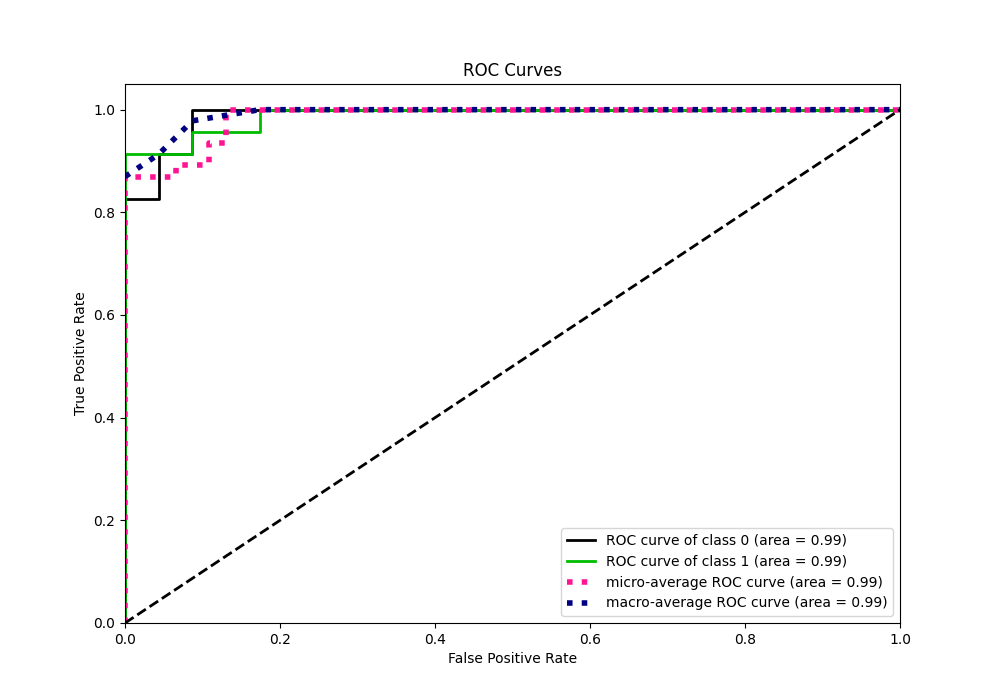 ROC Curves
True Positive Rate
1.0
0.8
0.6
0.4
0.2
0.0
0.0 0.2 0.4 0.6 0.8 1.0
False Positive Rate
ROC curve of class 0 (area = 0.99)
ROC curve of class 1 (area = 0.99)
micro-average ROC curve (area = 0.99)
macro-average ROC curve (area = 0.99)